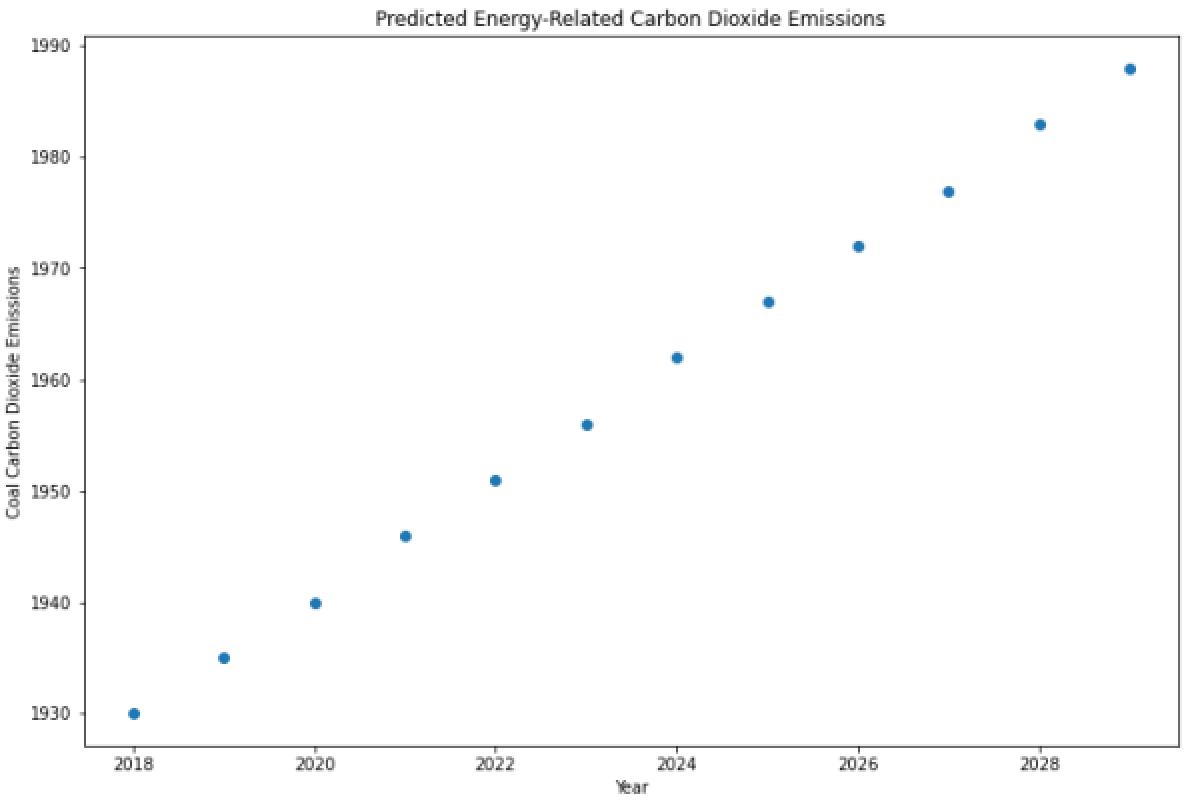 Predicted Energy-Related Carbon Dioxide Emissions
Coal Carbon Dioxide Emissions
1990
1980
1970
1960
1950
1940
1930
2018 2020 2022 2024 2026 2028
Year